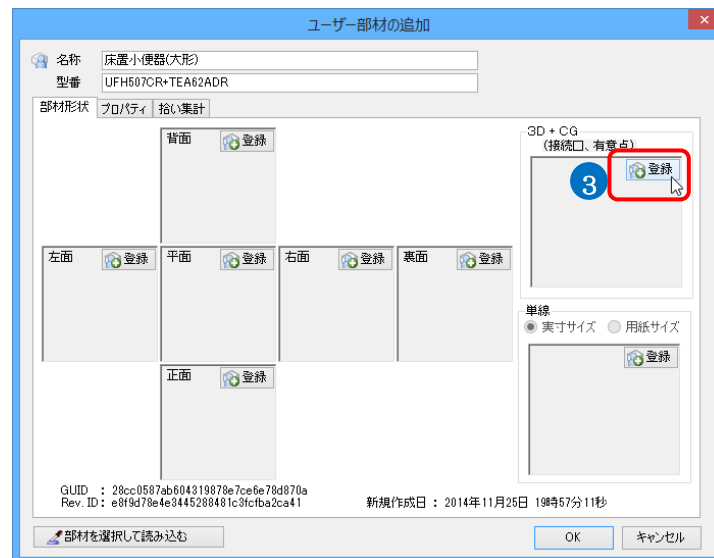 ユーザー部材の追加
名称 床置小便器(大形)
型番 UFH507CR+TEA62ADR
部材形状 プロパティ 拾い集計
背面 登録
3D + CG
(接続口、有意点)
登録
3
左面 登録 平面 登録 右面 登録 裏面 登録
単線
実寸サイズ 用紙サイズ
登録
正面 登録
GUID : 28cc0587ab604319878e7ce6e78d870a
Rev. ID : e8f9d78e4e3445288481c3fcfba2ca41
新規作成日 : 2014年11月25日 19時57分11秒
部材を選択して読み込む
OK キャンセル